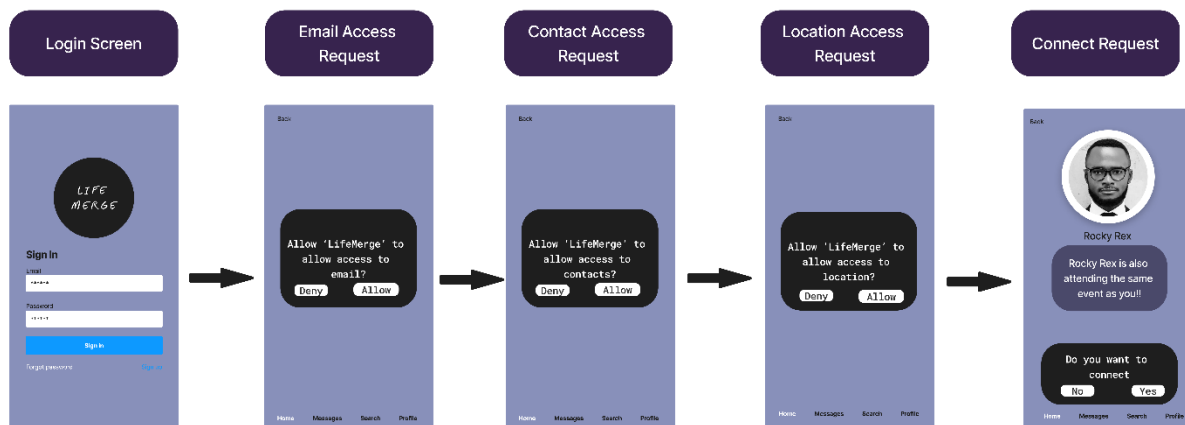 Login Screen
Email Access
Request
Contact Access
Request
Location Access
Request
Connect Request
LIFE
MERGE
Sign In
Email
*****
Password
Sign in
Forgot password
Sign up
Back
Allow 'LifeMerge' to
allow access to
email?
Deny Allow
Home Messages Search Profile
Back
Allow 'LifeMerge' to
allow access to
contacts?
Deny Allow
Home Messages Search Profile
Back
Allow 'LifeMerge' to
allow access to
location?
Deny Allow
Home Messages Search Profile
Back
Rocky Rex
Rocky Rex is also
attending the same
event as you!!
Do you want to
connect
No Yes
Home Messages Search Profile